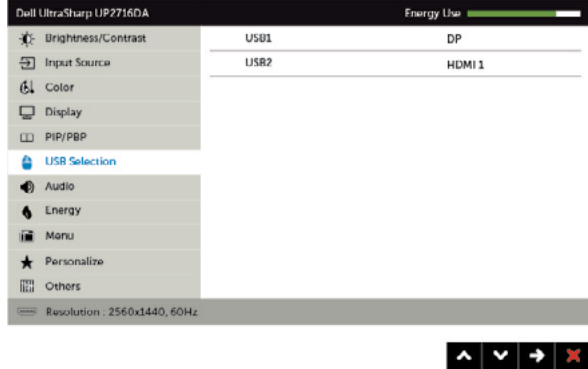 Dell UltraSharp UP2716DA Energy Use
Brightness/Contrast USB1 DP
Input Source USB2 HDMI 1
Color
Display
PIP/PBP
USB Selection
Audio
Energy
Menu
Personalize
Others
Resolution : 2560x1440, 60Hz